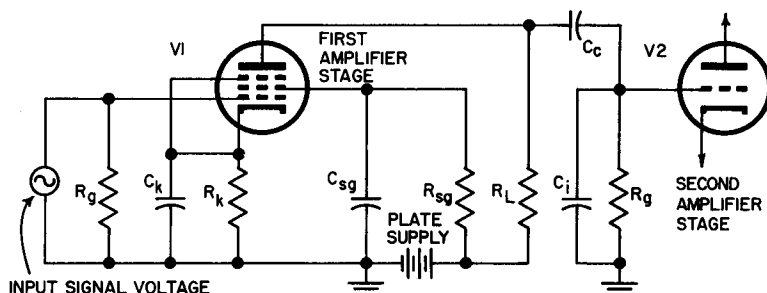 V1
FIRST
AMPLIFIER
STAGE
Cc
V2
Rg
Ck
Rk
Csg
Rsg
RL
Ci
Rg
PLATE
SUPPLY
SECOND
AMPLIFIER
STAGE
INPUT SIGNAL VOLTAGE